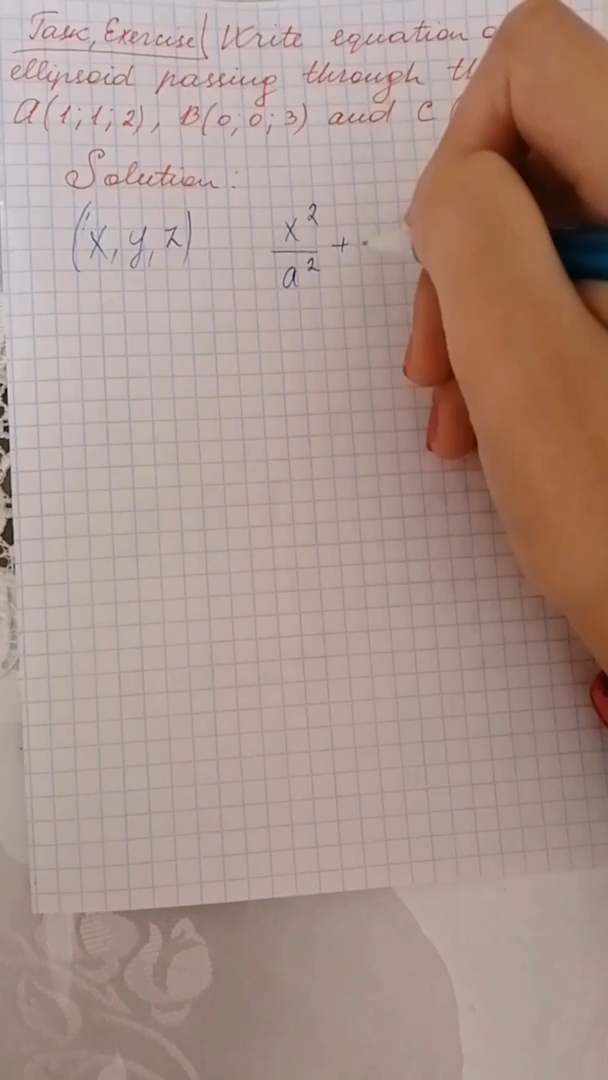 Task, Exercise| Write equation
ellipsoid passing through
A(1; 1; 2), B(0; 0; 3) and C
Solution:
(x, y, z) x²/a² +